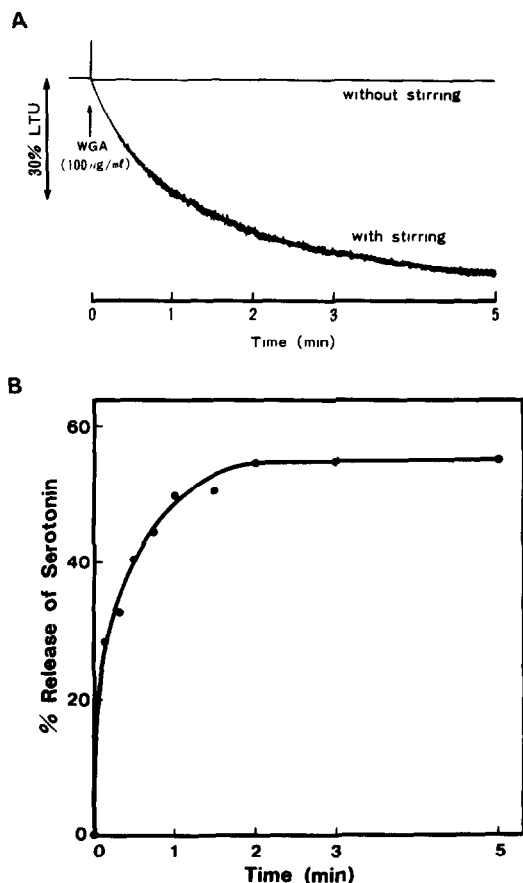 A
30% LTU
without stirring
WGA
(100 µg/ml)
with stirring
0 1 2 3 5
Time (min)
B
% Release of Serotonin
60
40
20
0
0 1 2 3 5
Time (min)